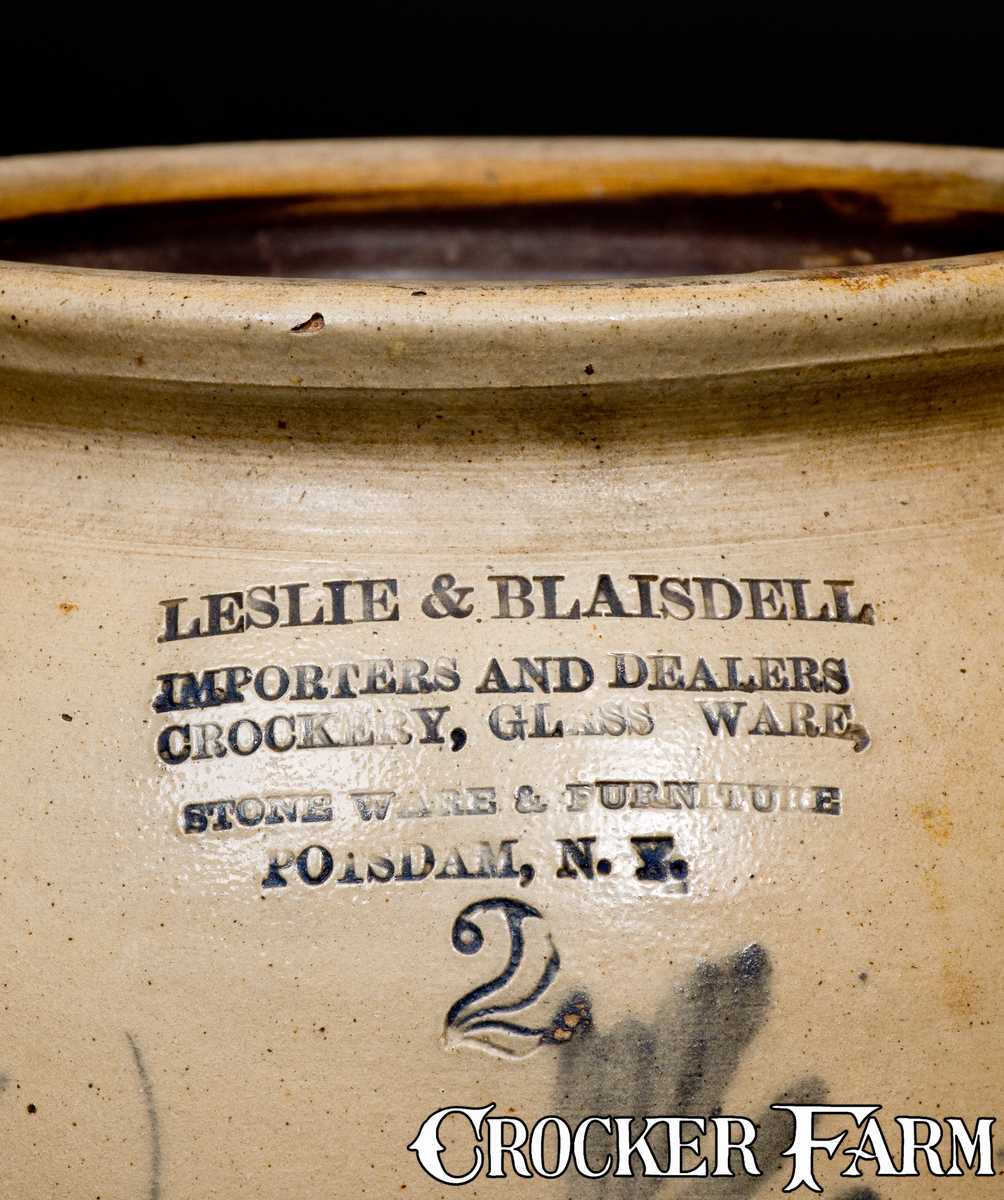 LESLIE & BLAISDELL
IMPORTERS AND DEALERS
CROCKERY, GLASS WARE,
STONE WARE & FURNITURE
POTSDAM, N. Y.
2
CROCKER FARM